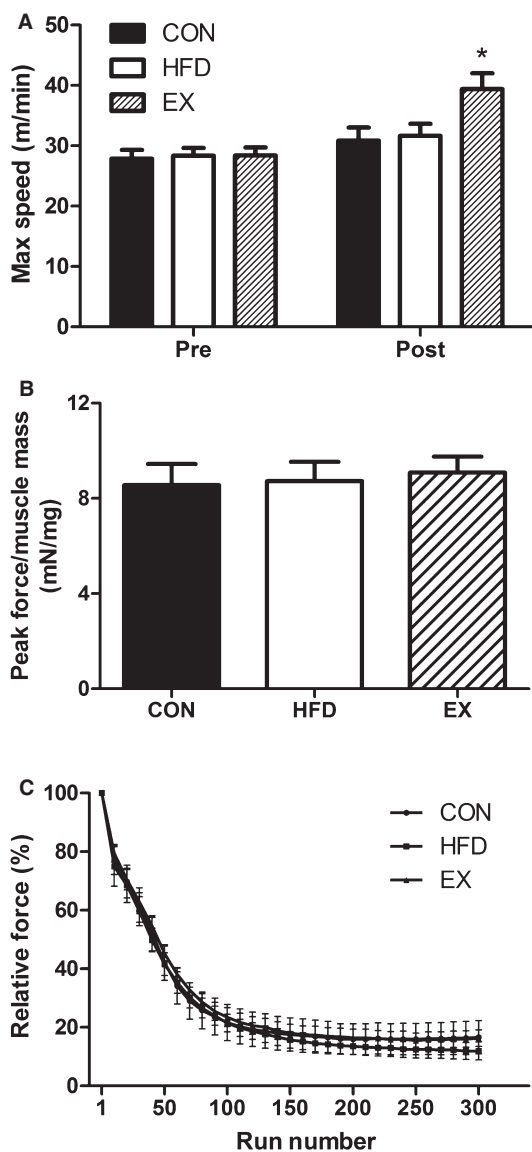 A
Max speed (m/min)
50
40
30
20
10
0
CON
HFD
EX
*
Pre
Post
B
Peak force/muscle mass
(mN/mg)
12
8
4
0
CON
HFD
EX
C
Relative force (%)
100
80
60
40
20
0
CON
HFD
EX
1
50
100
150
200
250
300
Run number